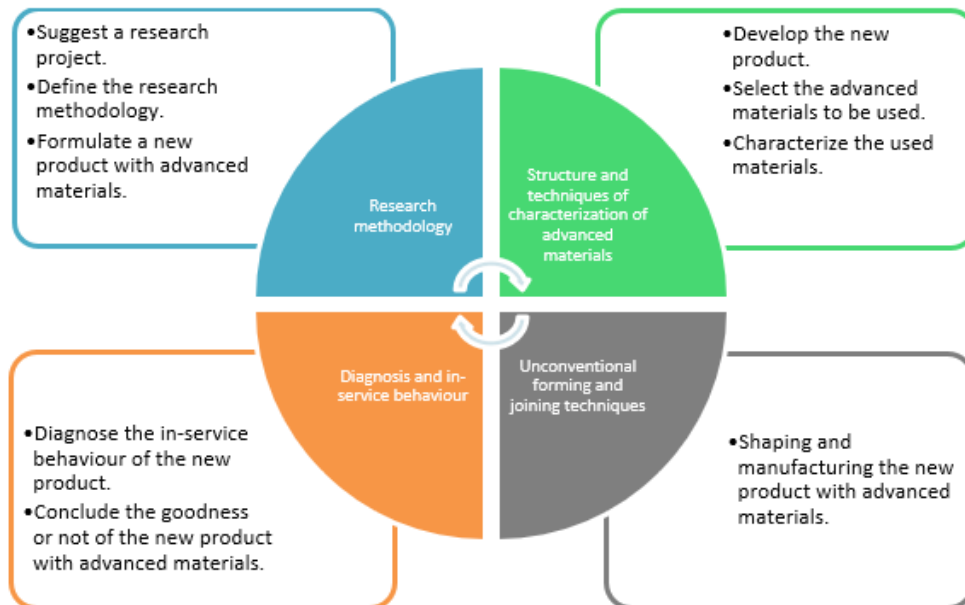 •Suggest a research
project.
•Define the research
methodology.
•Formulate a new
product with advanced
materials.
•Develop the new
product.
•Select the advanced
materials to be used.
•Characterize the used
materials.
Research
methodology
Structure and
techniques of
characterization of
advanced
materials
Diagnosis and in-
service behaviour
Unconventional
forming and
joining techniques
•Diagnose the in-service
behaviour of the new
product.
•Conclude the goodness
or not of the new product
with advanced materials.
•Shaping and
manufacturing the new
product with advanced
materials.